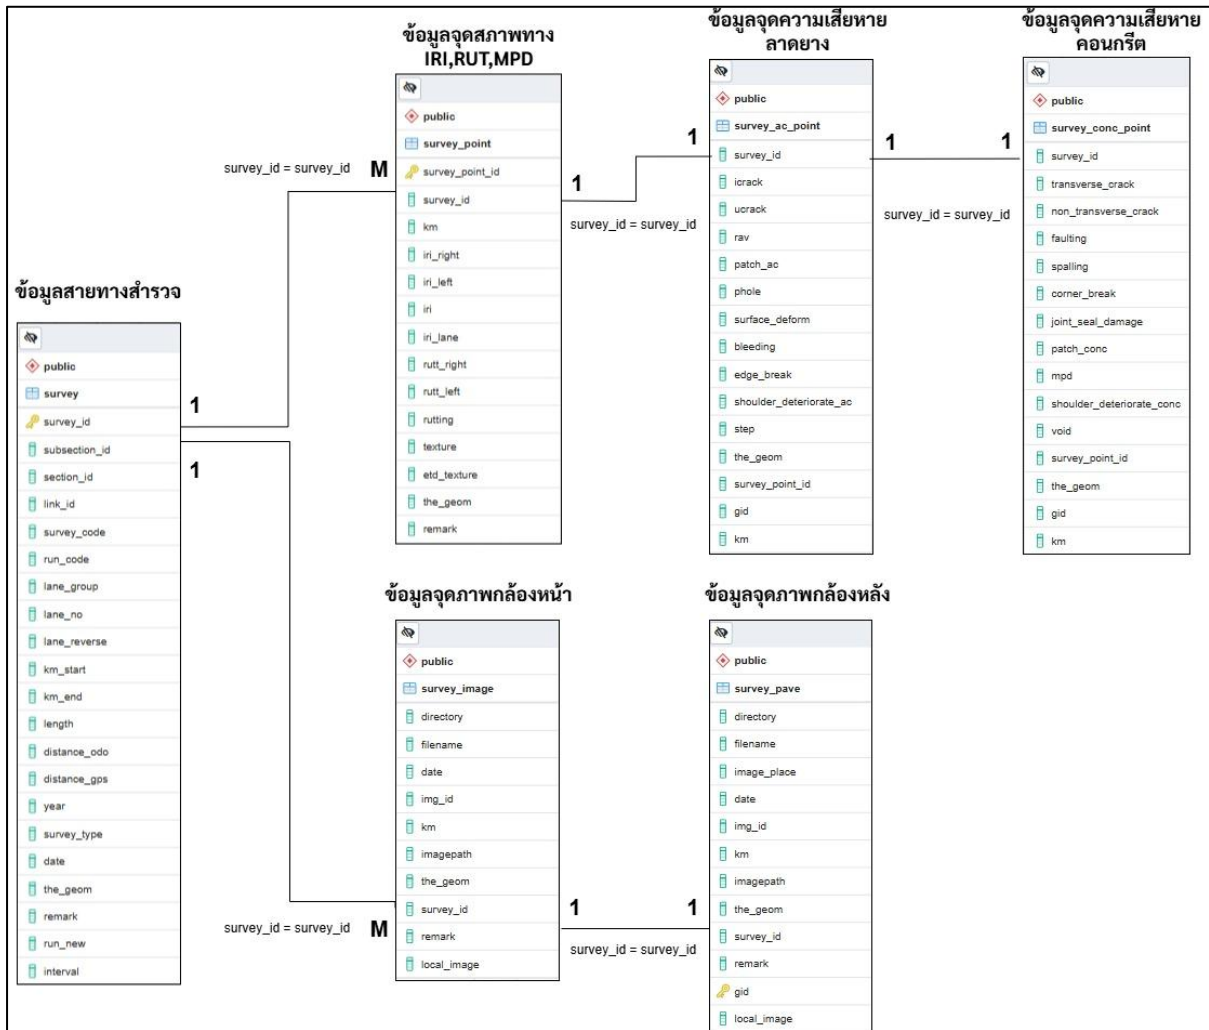 ข้อมูลจุดสภาพทาง
IRI,RUT,MPD
public
survey_point
survey_point_id
survey_id
km
iri_right
iri_left
iri
iri_lane
rutt_right
rutt_left
rutting
texture
etd_texture
the_geom
remark
ข้อมูลจุดความเสียหาย
ลาดยาง
public
survey_ac_point
survey_id
icrack
ucrack
rav
patch_ac
phole
surface_deform
bleeding
edge_break
shoulder_deteriorate_ac
step
the_geom
survey_point_id
gid
km
ข้อมูลจุดความเสียหาย
คอนกรีต
public
survey_conc_point
survey_id
transverse_crack
non_transverse_crack
faulting
spalling
corner_break
joint_seal_damage
patch_conc
mpd
shoulder_deteriorate_conc
void
survey_point_id
the_geom
gid
km
survey_id = survey_id
M
1
1
survey_id = survey_id
1
1
survey_id = survey_id
ข้อมูลสายทางสำรวจ
public
survey
survey_id
subsection_id
section_id
link_id
survey_code
run_code
lane_group
lane_no
lane_reverse
km_start
km_end
length
distance_odo
distance_gps
year
survey_type
date
the_geom
remark
run_new
interval
1
1
ข้อมูลจุดภาพกล้องหน้า
public
survey_image
directory
filename
date
img_id
km
imagepath
the_geom
survey_id
remark
local_image
ข้อมูลจุดภาพกล้องหลัง
public
survey_pave
directory
filename
image_place
date
img_id
km
imagepath
the_geom
survey_id
remark
gid
local_image
survey_id = survey_id
M
1
1
survey_id = survey_id